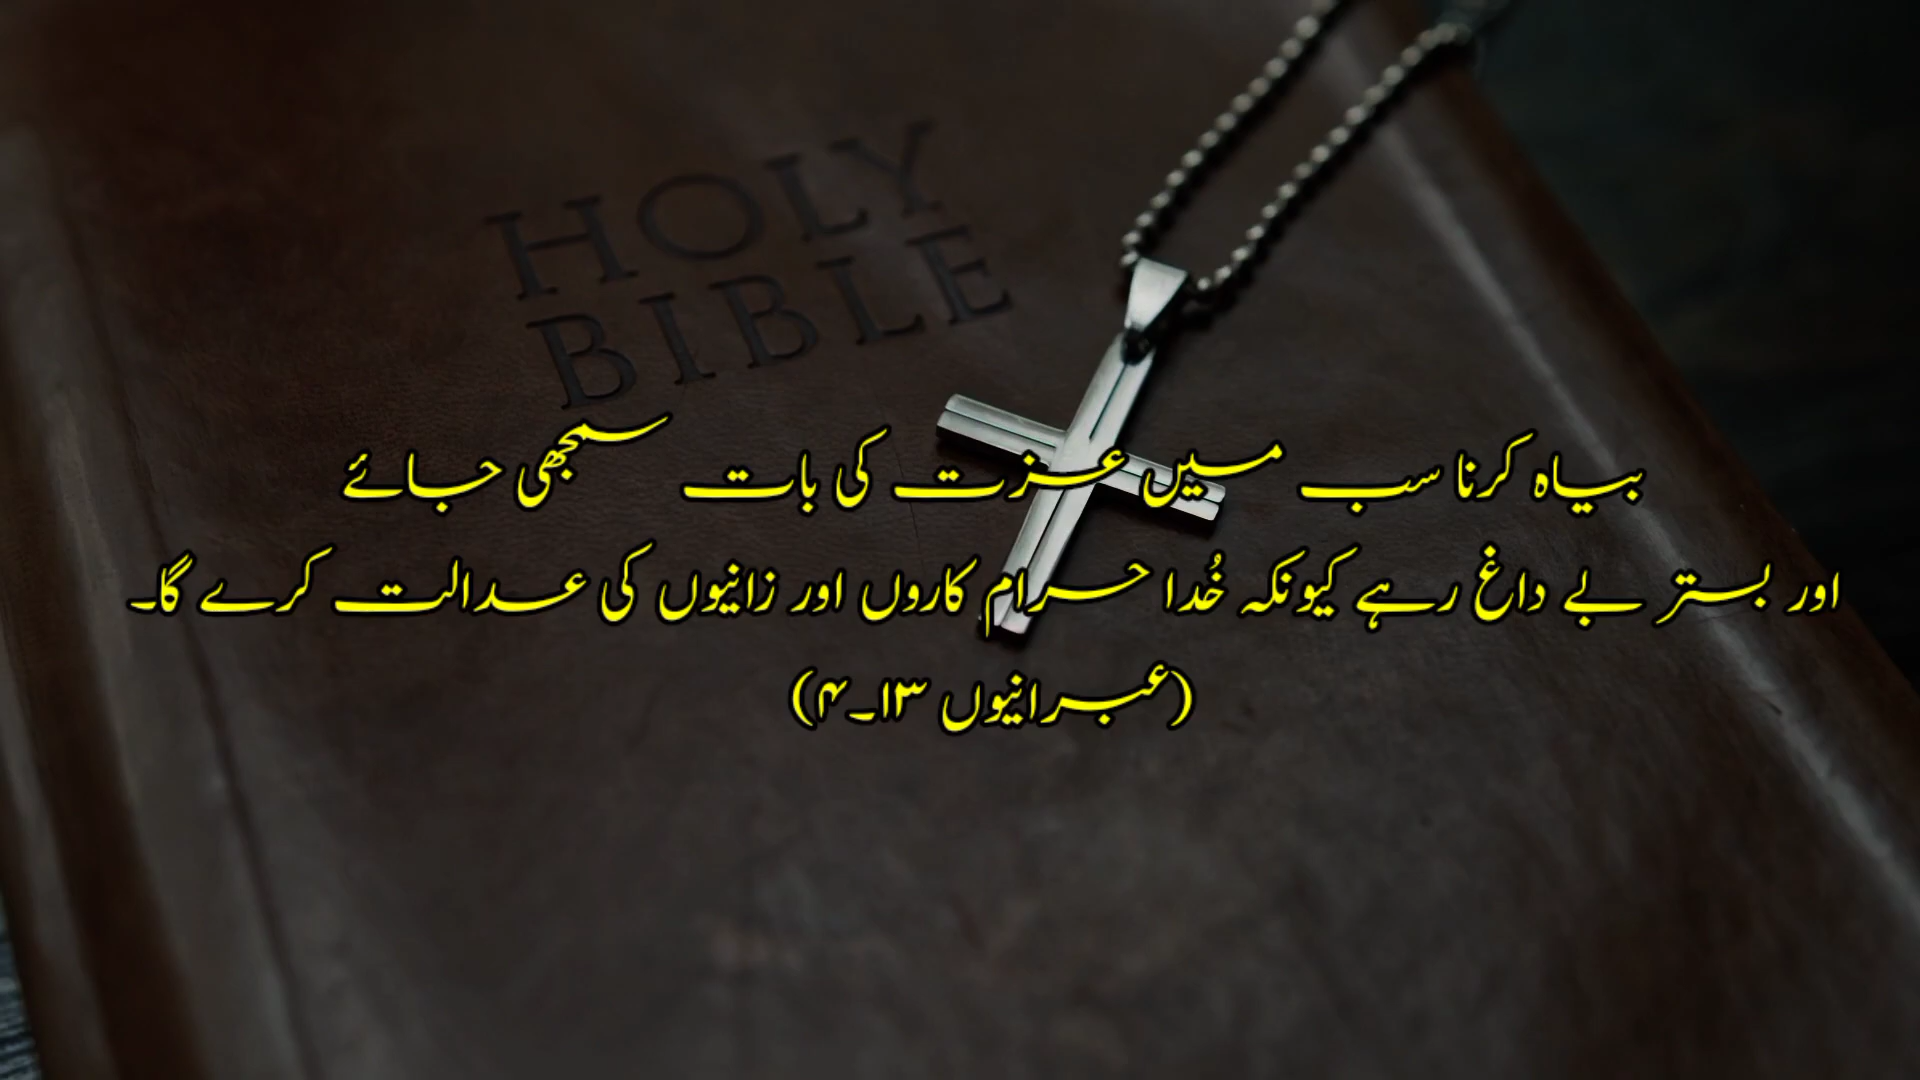 HOLY
BIBLE
بیاہ کرنا سب میں عزت کی بات سمجھی جائے
اور بستر بے داغ رہے کیونکہ خُدا حرام کاروں اور زانیوں کی عدالت کرے گا۔
(عبرانیوں ۱۳۔۴)